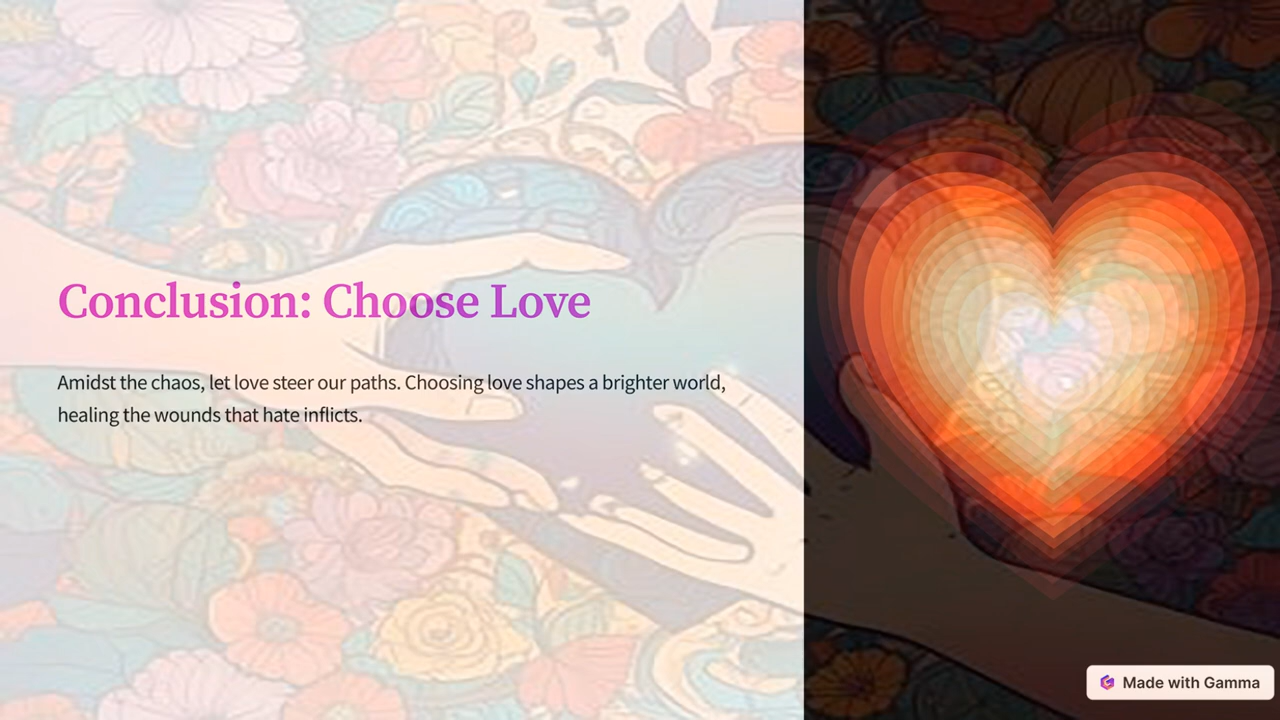 Conclusion: Choose Love
Amidst the chaos, let love steer our paths. Choosing love shapes a brighter world,
healing the wounds that hate inflicts.
Made with Gamma